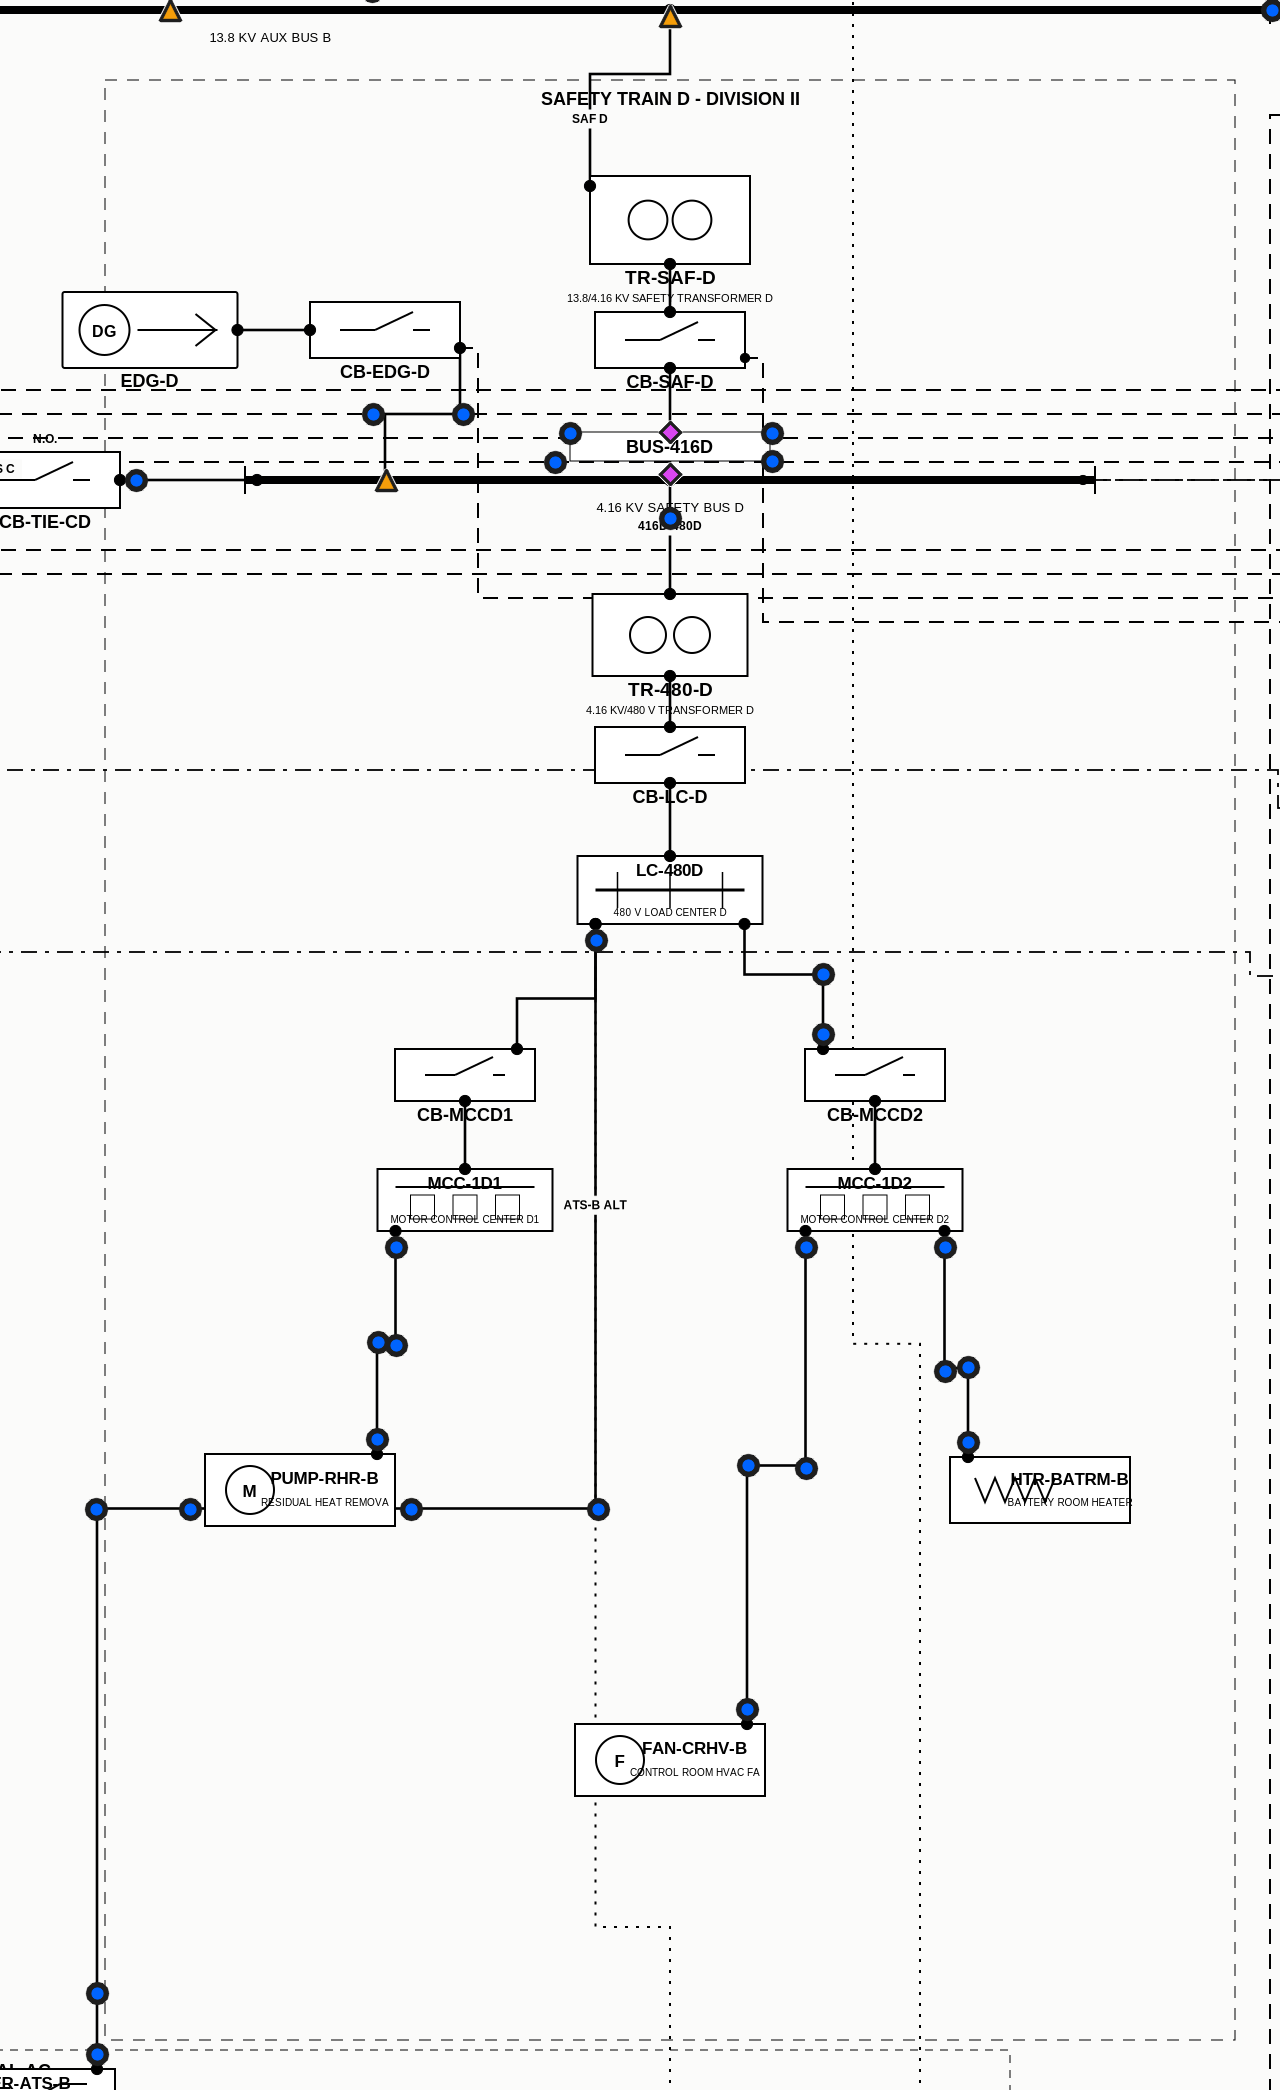 13.8 KV AUX BUS B
SAFETY TRAIN D - DIVISION II
SAF D
TR-SAF-D
13.8/4.16 KV SAFETY TRANSFORMER D
DG
EDG-D
CB-EDG-D
CB-SAF-D
N.O.
BUS-416D
S C
CB-TIE-CD
4.16 KV SAFETY BUS D
TR-480-D
4.16 KV/480 V TRANSFORMER D
CB-LC-D
LC-480D
480 V LOAD CENTER D
CB-MCCD1
CB-MCCD2
MCC-1D1
MOTOR CONTROL CENTER D1
MCC-1D2
MOTOR CONTROL CENTER D2
ATS-B ALT
M
PUMP-RHR-B
RESIDUAL HEAT REMOVA
HTR-BATRM-B
BATTERY ROOM HEATER
F
FAN-CRHV-B
CONTROL ROOM HVAC FA
R-ATS-B